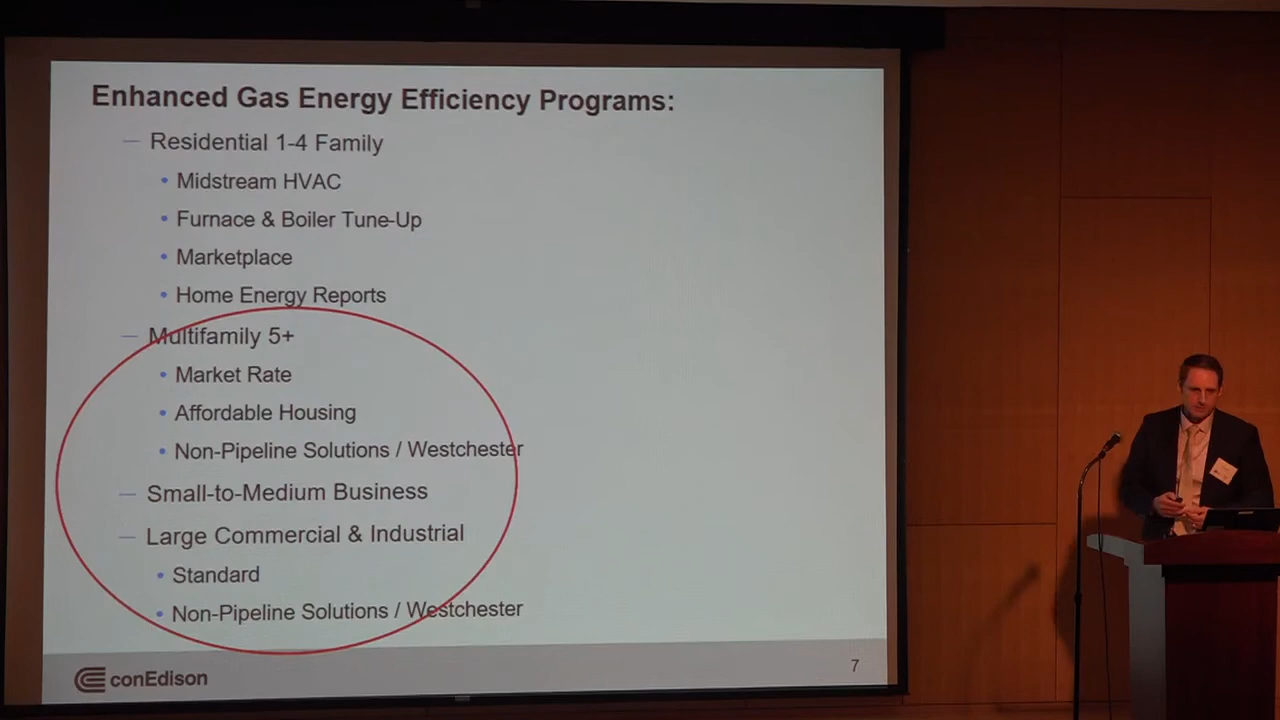 Enhanced Gas Energy Efficiency Programs:
— Residential 1-4 Family
• Midstream HVAC
• Furnace & Boiler Tune-Up
• Marketplace
• Home Energy Reports
— Multifamily 5+
• Market Rate
• Affordable Housing
• Non-Pipeline Solutions / Westchester
— Small-to-Medium Business
— Large Commercial & Industrial
• Standard
• Non-Pipeline Solutions / Westchester
conEdison
7